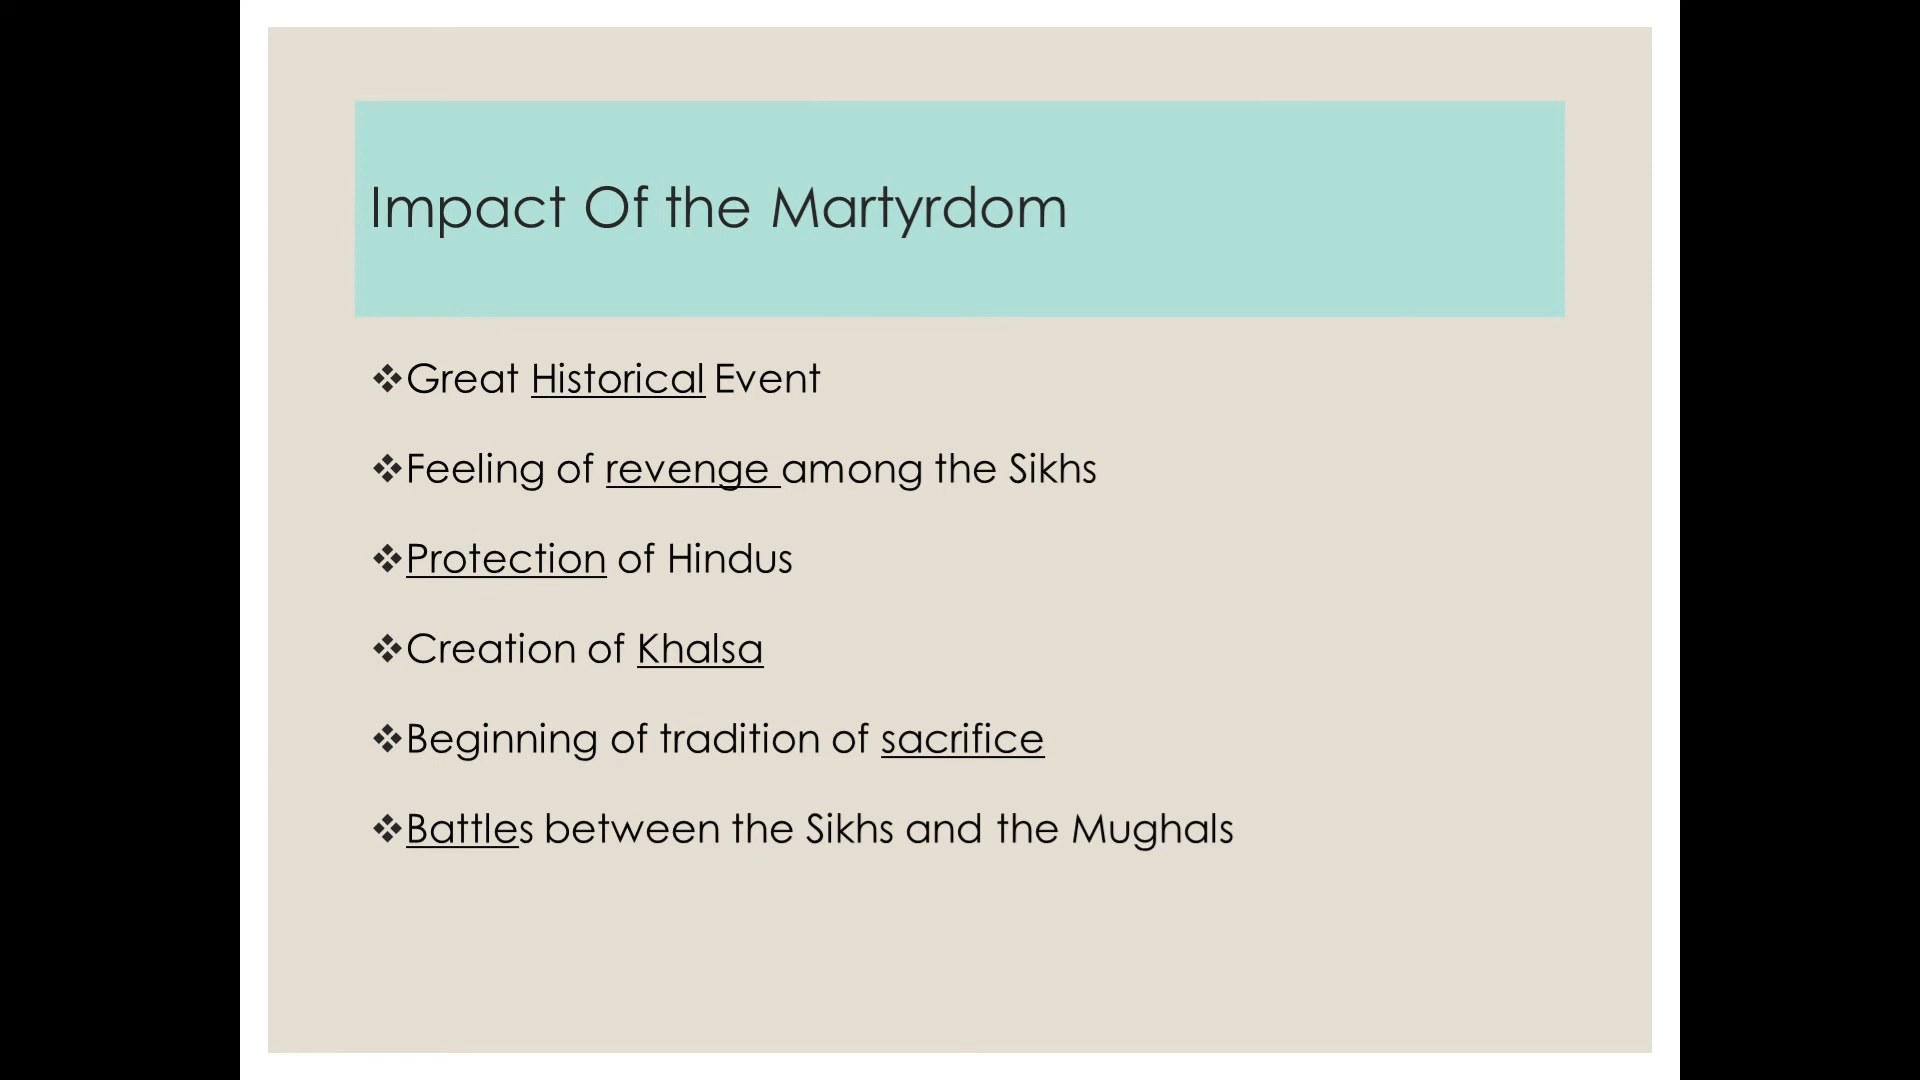 Impact Of the Martyrdom
❖Great Historical Event
❖Feeling of revenge among the Sikhs
❖Protection of Hindus
❖Creation of Khalsa
❖Beginning of tradition of sacrifice
❖Battles between the Sikhs and the Mughals